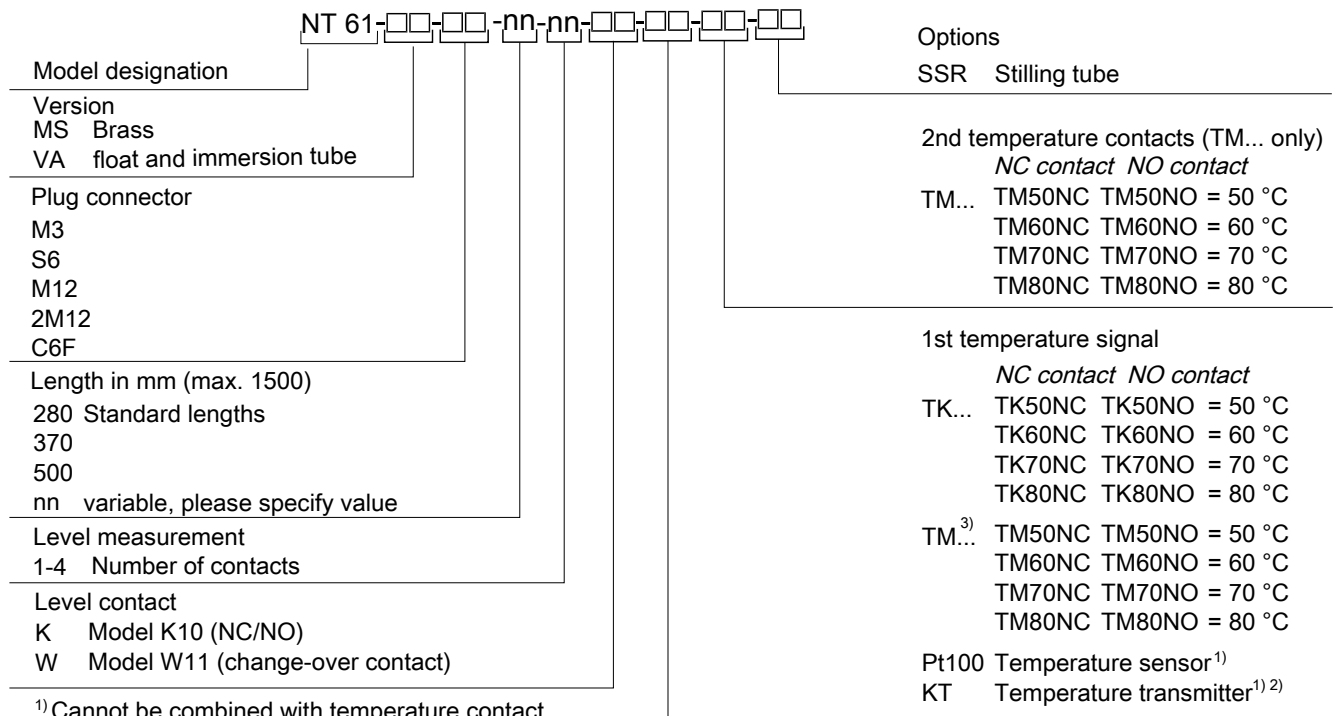 NT 61-□□-□□-nn-nn-□□-□□-□□-□□
Model designation
Version
MS Brass
VA float and immersion tube
Plug connector
M3
S6
M12
2M12
C6F
Length in mm (max. 1500)
280 Standard lengths
370
500
nn variable, please specify value
Level measurement
1-4 Number of contacts
Level contact
K Model K10 (NC/NO)
W Model W11 (change-over contact)
1) Cannot be combined with temperature contact
Options
SSR Stilling tube
2nd temperature contacts (TM... only)
NC contact NO contact
TM... TM50NC TM50NO = 50 °C
TM60NC TM60NO = 60 °C
TM70NC TM70NO = 70 °C
TM80NC TM80NO = 80 °C
1st temperature signal
NC contact NO contact
TK... TK50NC TK50NO = 50 °C
TK60NC TK60NO = 60 °C
TK70NC TK70NO = 70 °C
TK80NC TK80NO = 80 °C
TM...3) TM50NC TM50NO = 50 °C
TM60NC TM60NO = 60 °C
TM70NC TM70NO = 70 °C
TM80NC TM80NO = 80 °C
Pt100 Temperature sensor1)
KT Temperature transmitter1) 2)